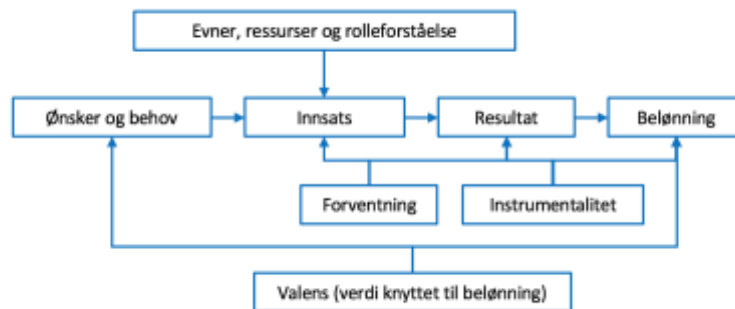 Evner, ressurser og rolleforståelse
Ønsker og behov
Innsats
Resultat
Belønning
Forventning
Instrumentalitet
Valens (verdi knyttet til belønning)